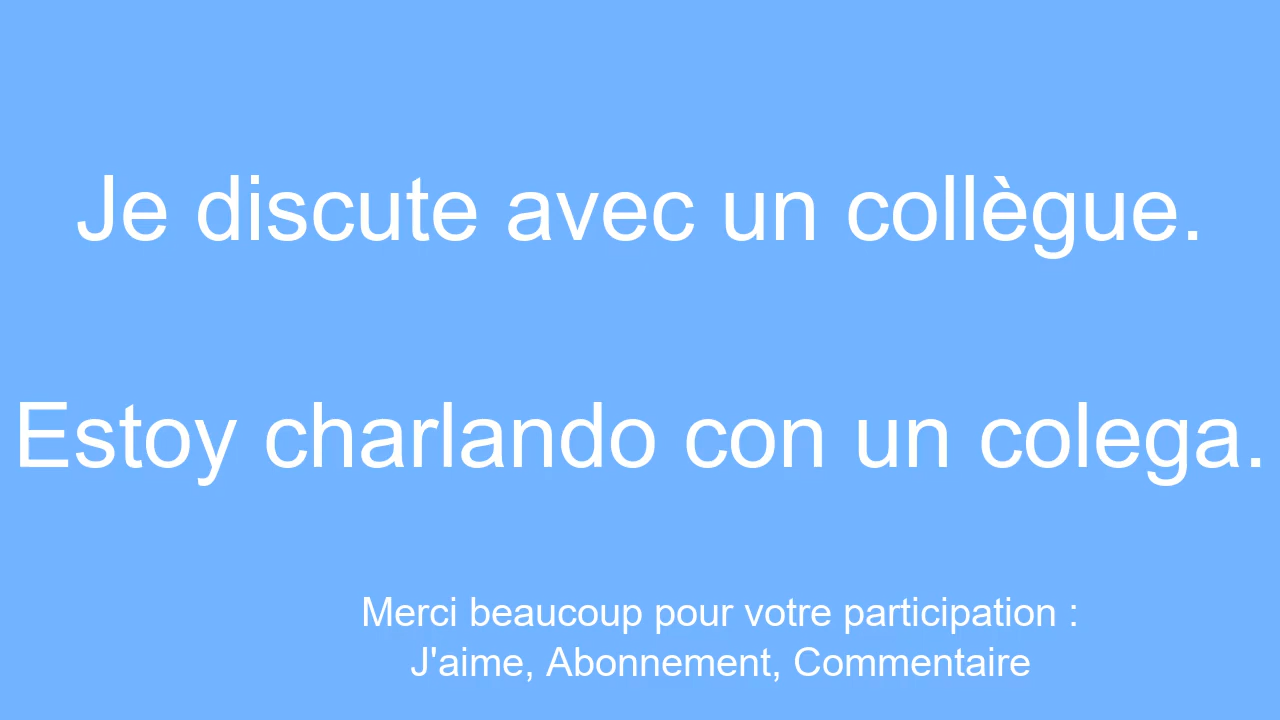 Je discute avec un collègue.
Estoy charlando con un colega.
Merci beaucoup pour votre participation :
J'aime, Abonnement, Commentaire